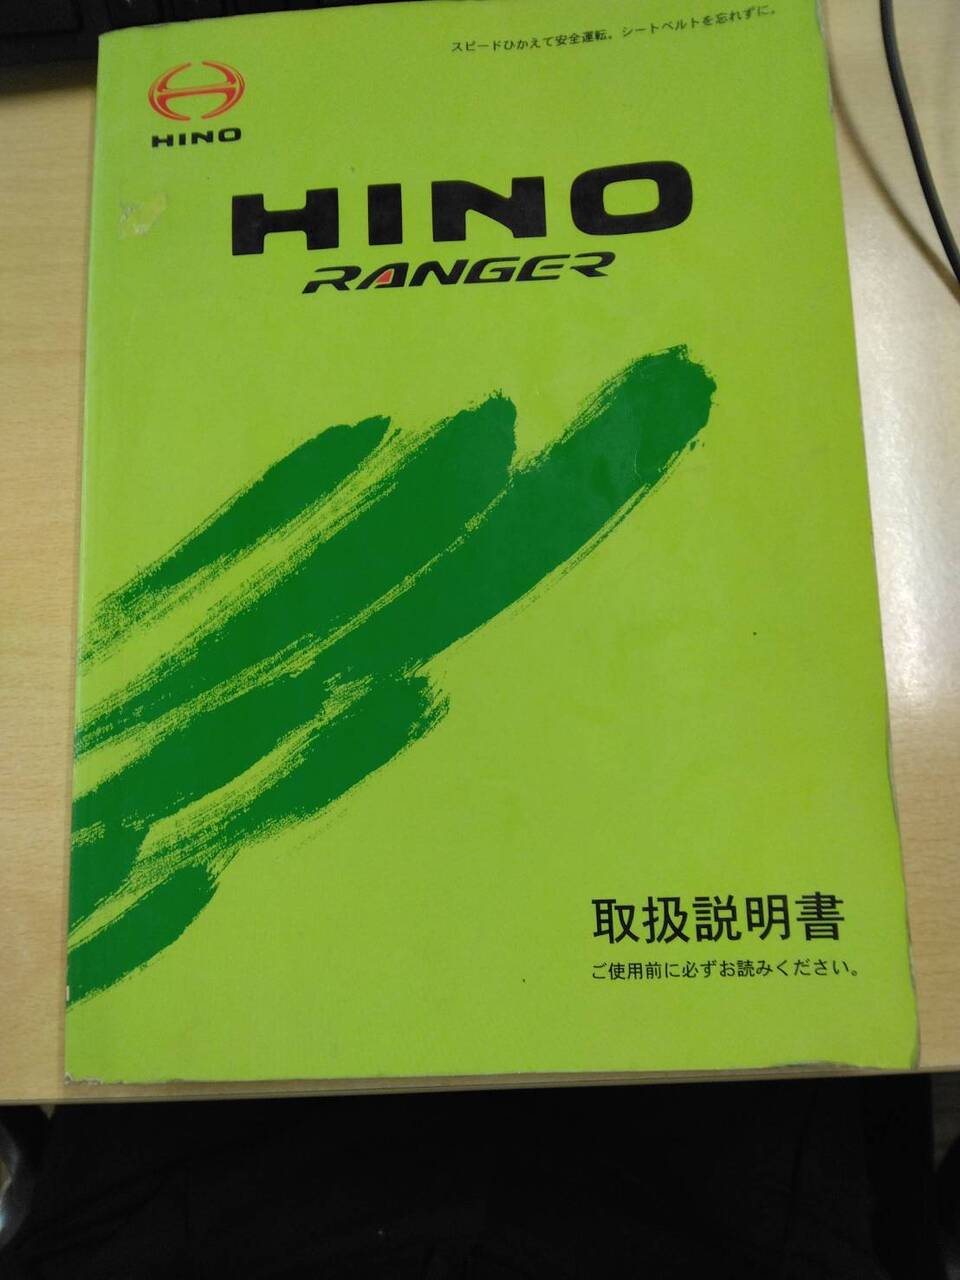 スピードひかえて安全運転。シートベルトを忘れずに。
HINO
HINO
RANGER
取扱説明書
ご使用前に必ずお読みください。